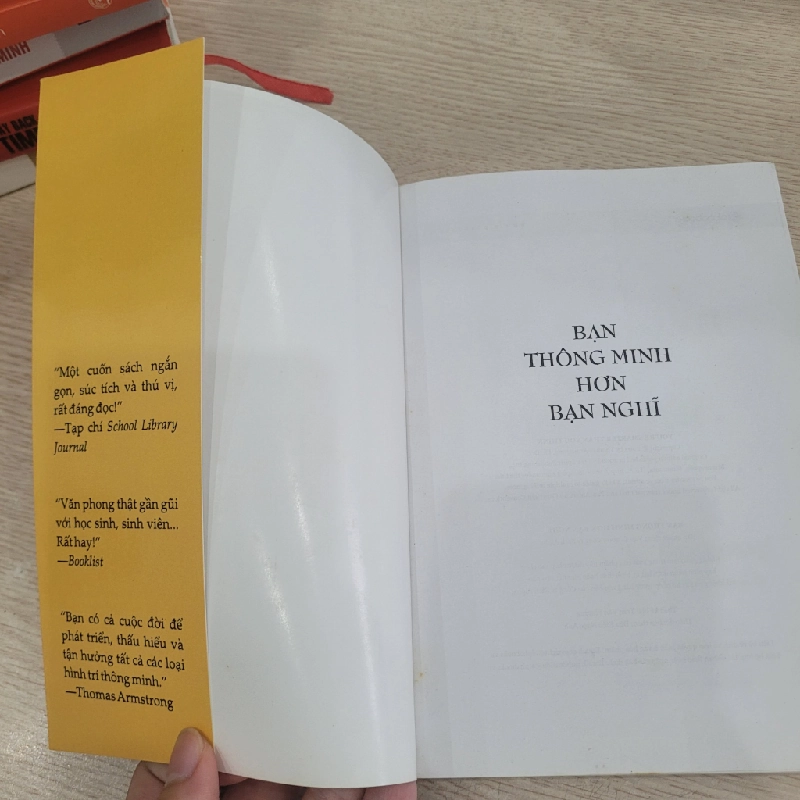 MINH
TIME
"Một cuốn sách ngắn
gọn, súc tích và thú vị,
rất đáng đọc!"
—Tạp chí School Library
Journal
"Văn phong thật gần gũi
với học sinh, sinh viên...
Rất hay!"
—Booklist
"Bạn có cả cuộc đời để
phát triển, thấu hiểu và
tận hưởng tất cả các loại
hình trí thông minh."
—Thomas Armstrong
BẠN
THÔNG MINH
HƠN
BẠN NGHĨ